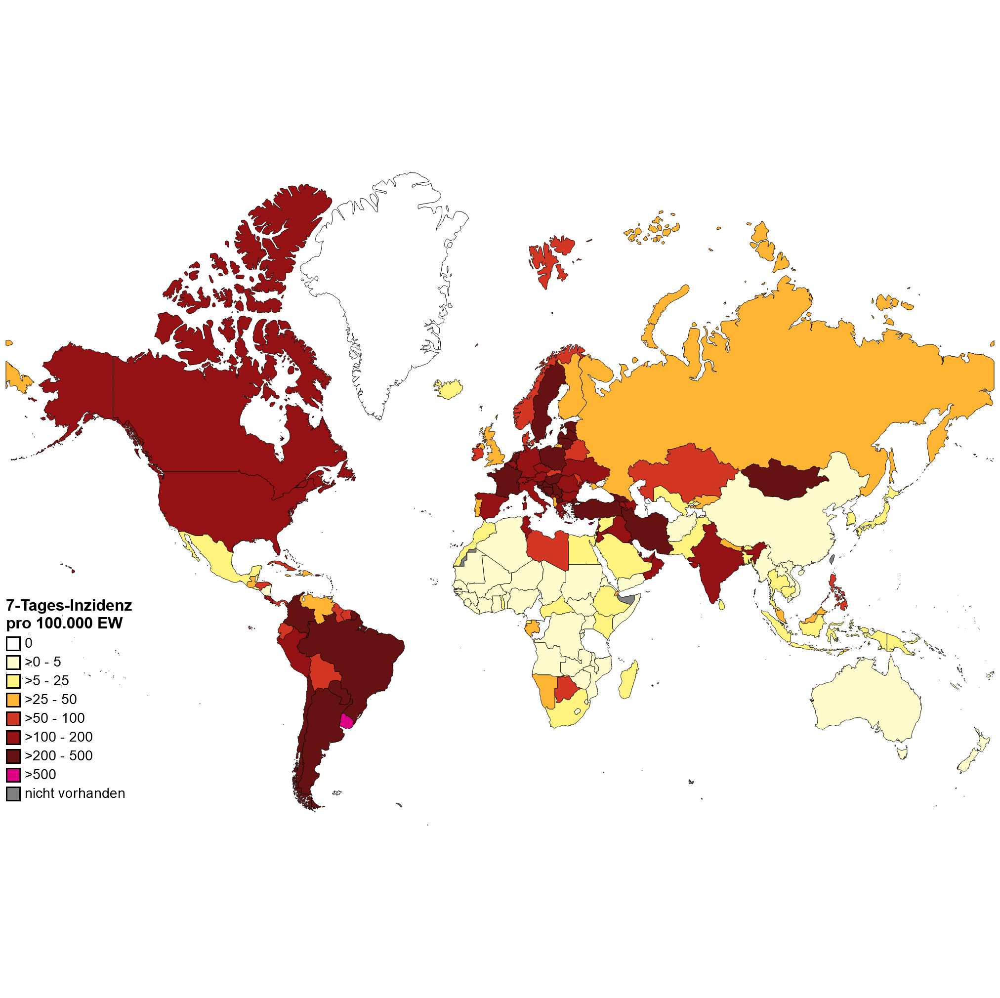 7-Tages-Inzidenz
pro 100.000 EW
0
>0 - 5
>5 - 25
>25 - 50
>50 - 100
>100 - 200
>200 - 500
>500
nicht vorhanden